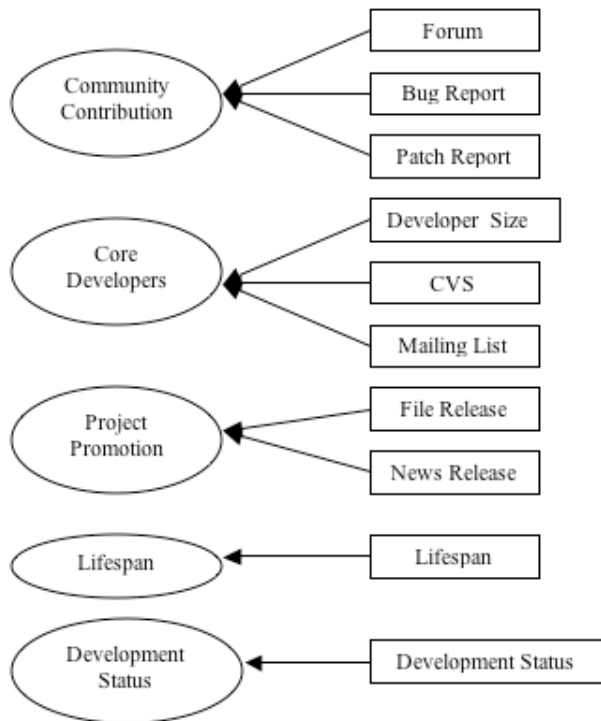 Forum
Community
Contribution
Bug Report
Patch Report
Developer Size
Core
Developers
CVS
Mailing List
Project
Promotion
File Release
News Release
Lifespan
Lifespan
Development
Status
Development Status